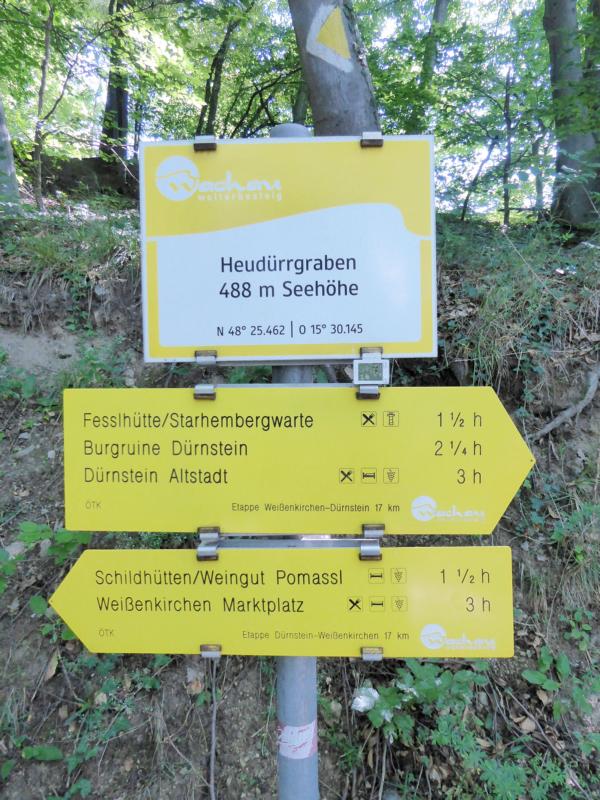 Wachau
welterbesteig
Heudürrgraben
488 m Seehöhe
N 48° 25.462 | O 15° 30.145
Fesslhütte/Starhembergwarte 1 ½ h
Burgruine Dürnstein 2 ¼ h
Dürnstein Altstadt 3 h
ÖTK Etappe Weißenkirchen-Dürnstein 17 km Wachau
Schildhütten/Weingut Pomassl 1 ½ h
Weißenkirchen Marktplatz 3 h
ÖTK Etappe Dürnstein-Weißenkirchen 17 km Wachau